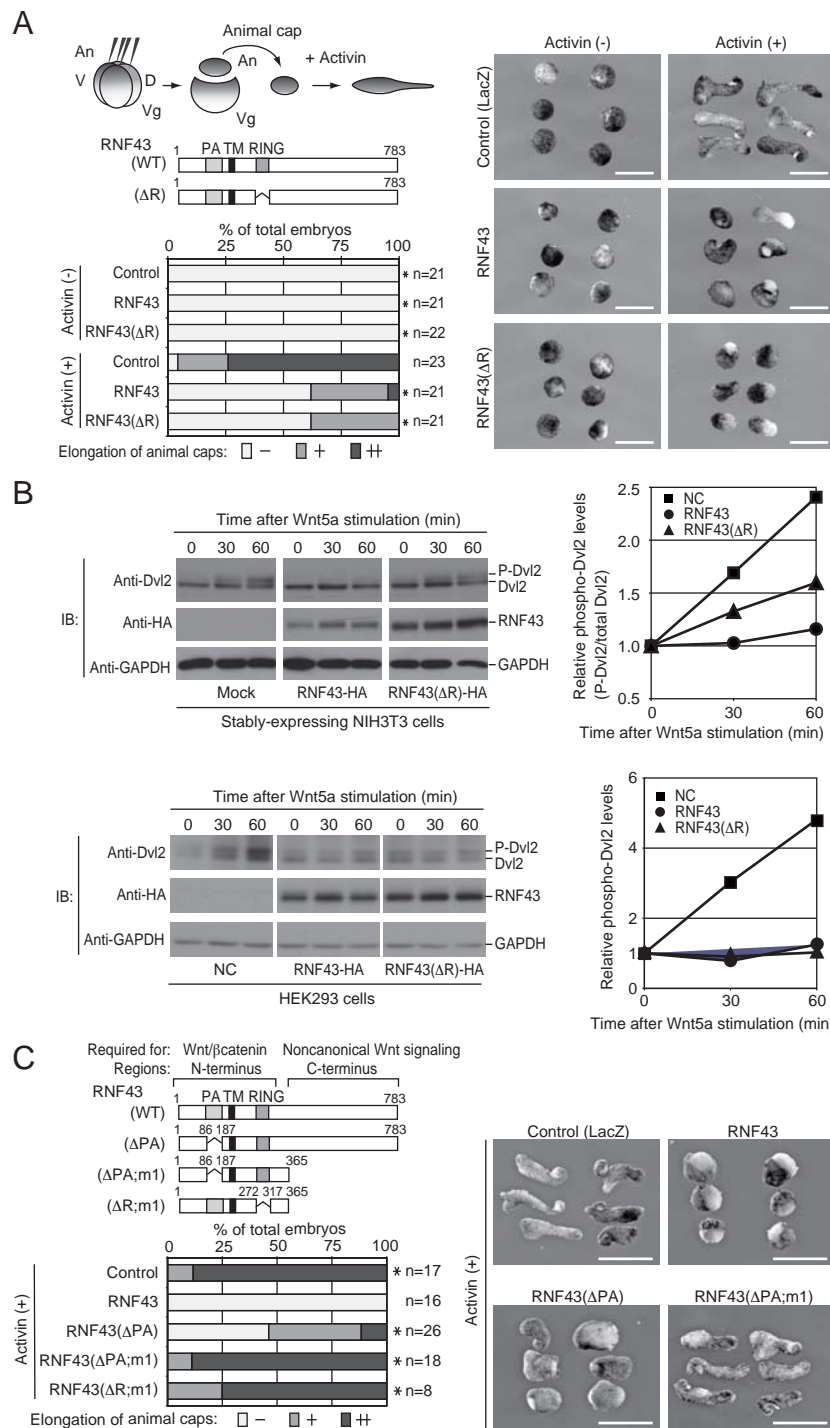 A
An
V
D
Vg
Animal cap
An
Vg
+ Activin
RNF43
(WT)
1
PA TM RING
783
(ΔR)
1
783
% of total embryos
0 25 50 75 100
Activin (-)
Control
* n=21
RNF43
* n=21
RNF43(ΔR)
* n=22
Activin (+)
Control
n=23
RNF43
* n=21
RNF43(ΔR)
* n=21
Elongation of animal caps: – + ++
Activin (-)
Activin (+)
Control (LacZ)
RNF43
RNF43(ΔR)
B
Time after Wnt5a stimulation (min)
0 30 60 0 30 60 0 30 60
IB:
Anti-Dvl2
P-Dvl2
Dvl2
Anti-HA
RNF43
Anti-GAPDH
GAPDH
Mock RNF43-HA RNF43(ΔR)-HA
Stably-expressing NIH3T3 cells
Relative phospho-Dvl2 levels
(P-Dvl2/total Dvl2)
2.5
2.0
1.5
1.0
0.5
NC
RNF43
RNF43(ΔR)
0 30 60
Time after Wnt5a stimulation (min)
Time after Wnt5a stimulation (min)
0 30 60 0 30 60 0 30 60
IB:
Anti-Dvl2
P-Dvl2
Dvl2
Anti-HA
RNF43
Anti-GAPDH
GAPDH
NC RNF43-HA RNF43(ΔR)-HA
HEK293 cells
Relative phospho-Dvl2 levels
6
4
2
1
0
NC
RNF43
RNF43(ΔR)
0 30 60
Time after Wnt5a stimulation (min
C
Required for: Wnt/βcatenin Noncanonical Wnt signaling
Regions: N-terminus C-terminus
RNF43
(WT)
1
PA TM RING
783
(ΔPA)
1 86 187 783
(ΔPA;m1)
1 86 187 365
(ΔR;m1)
1 272 317 365
% of total embryos
0 25 50 75 100
Activin (+)
Control
* n=17
RNF43
n=16
RNF43(ΔPA)
* n=26
RNF43(ΔPA;m1)
* n=18
RNF43(ΔR;m1)
* n=8
Elongation of animal caps: – + ++
Activin (+)
Control (LacZ)
RNF43
RNF43(ΔPA)
RNF43(ΔPA;m1)